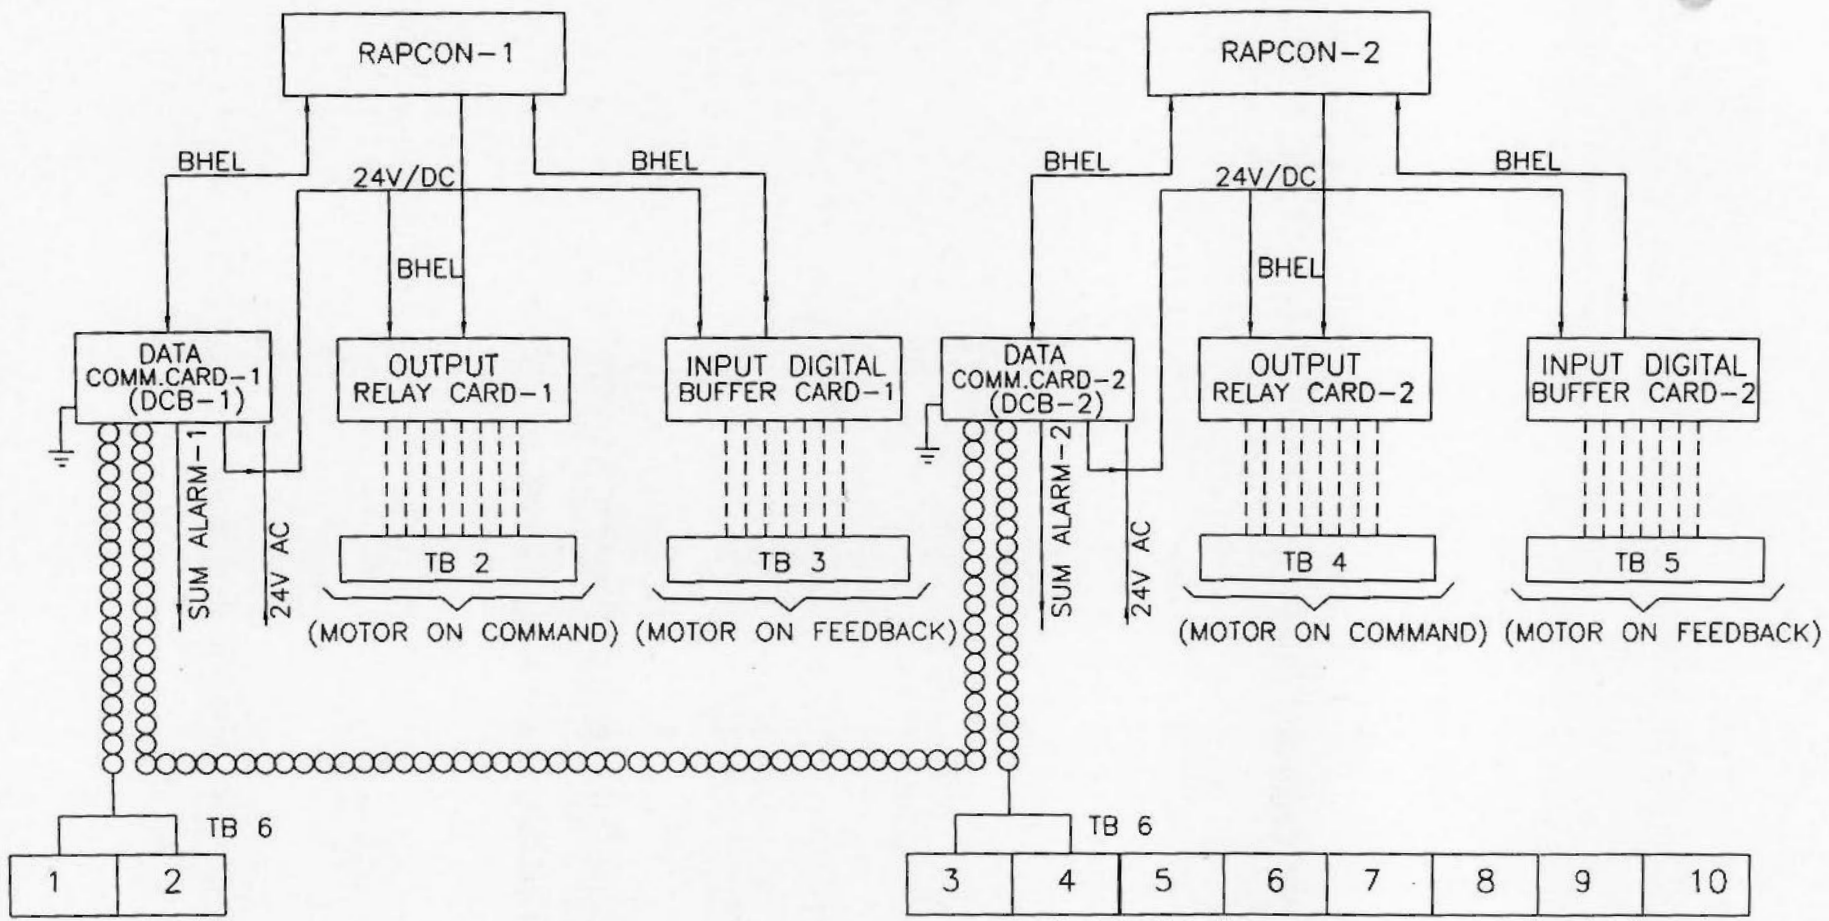 RAPCON-1
RAPCON-2
BHEL
24V/DC
BHEL
BHEL
24V/DC
BHEL
BHEL
BHEL
DATA
COMM.CARD-1
(DCB-1)
OUTPUT
RELAY CARD-1
INPUT DIGITAL
BUFFER CARD-1
DATA
COMM.CARD-2
(DCB-2)
OUTPUT
RELAY CARD-2
INPUT DIGITAL
BUFFER CARD-2
SUM ALARM-1
24V AC
SUM ALARM-2
24V AC
TB 2
TB 3
TB 4
TB 5
(MOTOR ON COMMAND)
(MOTOR ON FEEDBACK)
(MOTOR ON COMMAND)
(MOTOR ON FEEDBACK)
TB 6
TB 6
1
2
3
4
5
6
7
8
9
10